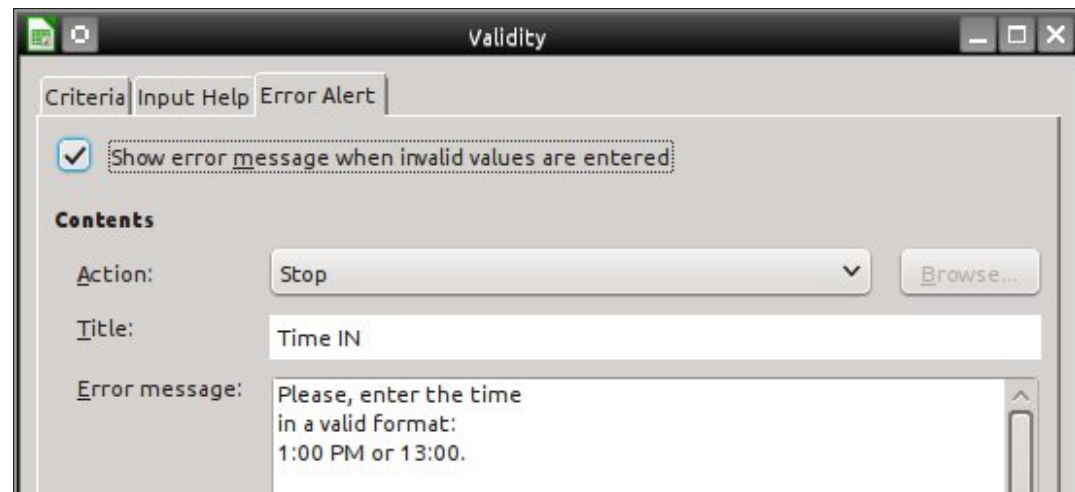 Validity
Criteria Input Help Error Alert
Show error message when invalid values are entered
Contents
Action: Stop Browse...
Title: Time IN
Error message: Please, enter the time
in a valid format:
1:00 PM or 13:00.